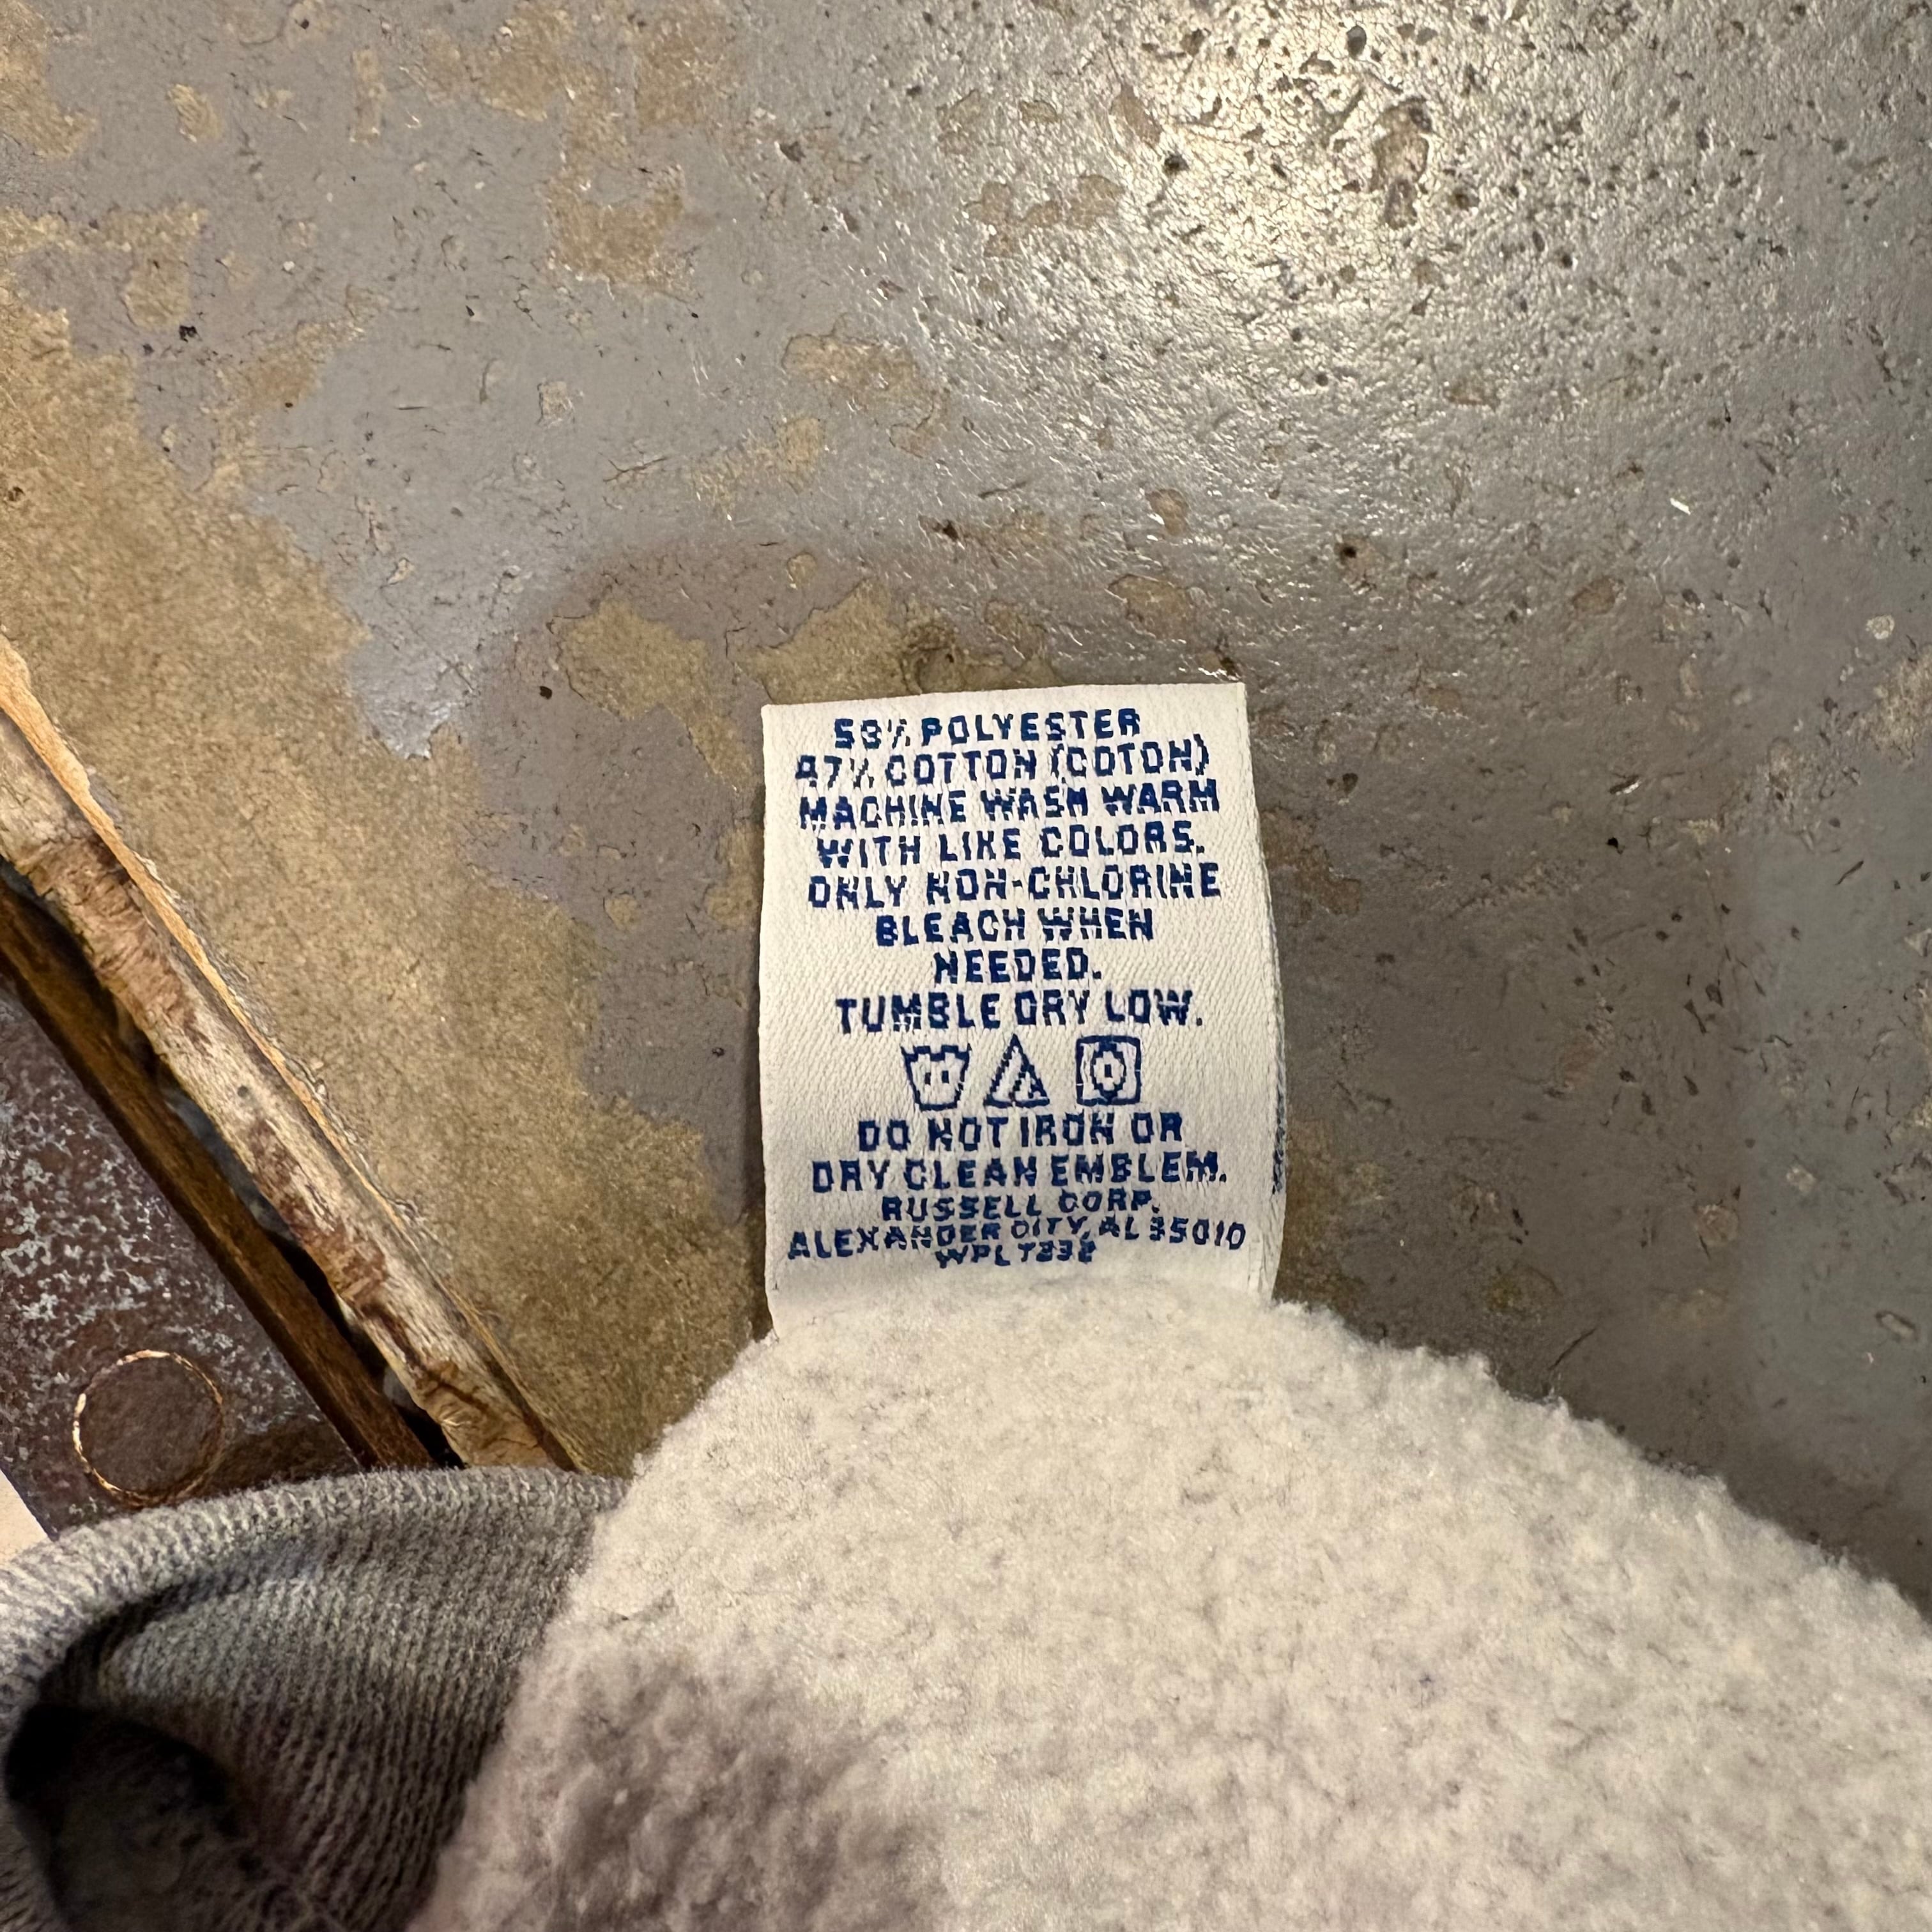 53% POLYESTER
47% COTTON (COTON)
MACHINE WASH WARM
WITH LIKE COLORS.
ONLY NON-CHLORINE
BLEACH WHEN
NEEDED.
TUMBLE DRY LOW.
DO NOT IRON OR
DRY CLEAN EMBLEM.
RUSSELL CORP.
ALEXANDER CITY, AL 35010
WPL 7232